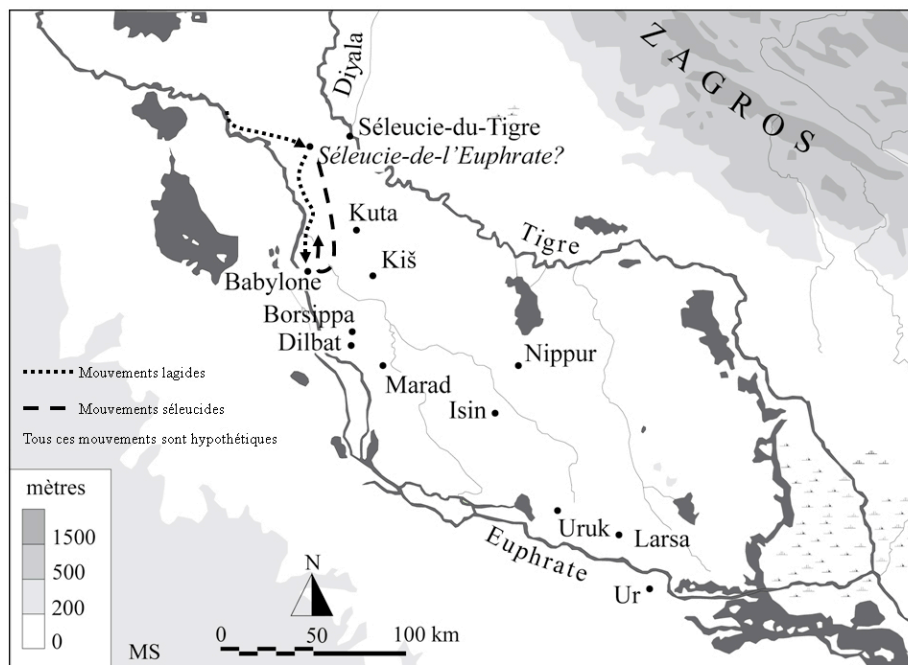 ZAGROS
Diyala
Séleucie-du-Tigre
Séleucie-de-l'Euphrate?
Kuta
Tigre
Kiš
Babylone
Borsippa
Dilbat
Nippur
Marad
Isin
Mouvements lagides
Mouvements séleucides
Tous ces mouvements sont hypothétiques
mètres
1500
500
200
0
Uruk
Larsa
Euphrate
Ur
N
0 50 100 km
MS